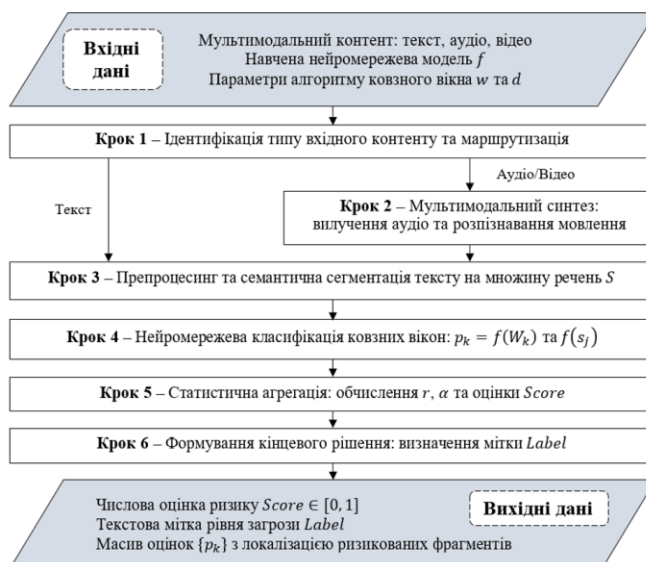 Вхідні
дані
Мультимодальний контент: текст, аудіо, відео
Навчена нейромережева модель f
Параметри алгоритму ковзного вікна w та d
Крок 1 – Ідентифікація типу вхідного контенту та маршрутизація
Текст
Аудіо/Відео
Крок 2 – Мультимодальний синтез:
вилучення аудіо та розпізнавання мовлення
Крок 3 – Препроцесинг та семантична сегментація тексту на множину речень S
Крок 4 – Нейромережева класифікація ковзних вікон: pₖ = f(Wₖ) та f(sⱼ)
Крок 5 – Статистична агрегація: обчислення r, α та оцінки Score
Крок 6 – Формування кінцевого рішення: визначення мітки Label
Числова оцінка ризику Score ∈ [0, 1]
Текстова мітка рівня загрози Label
Масив оцінок {pₖ} з локалізацією ризикованих фрагментів
Вихідні дані